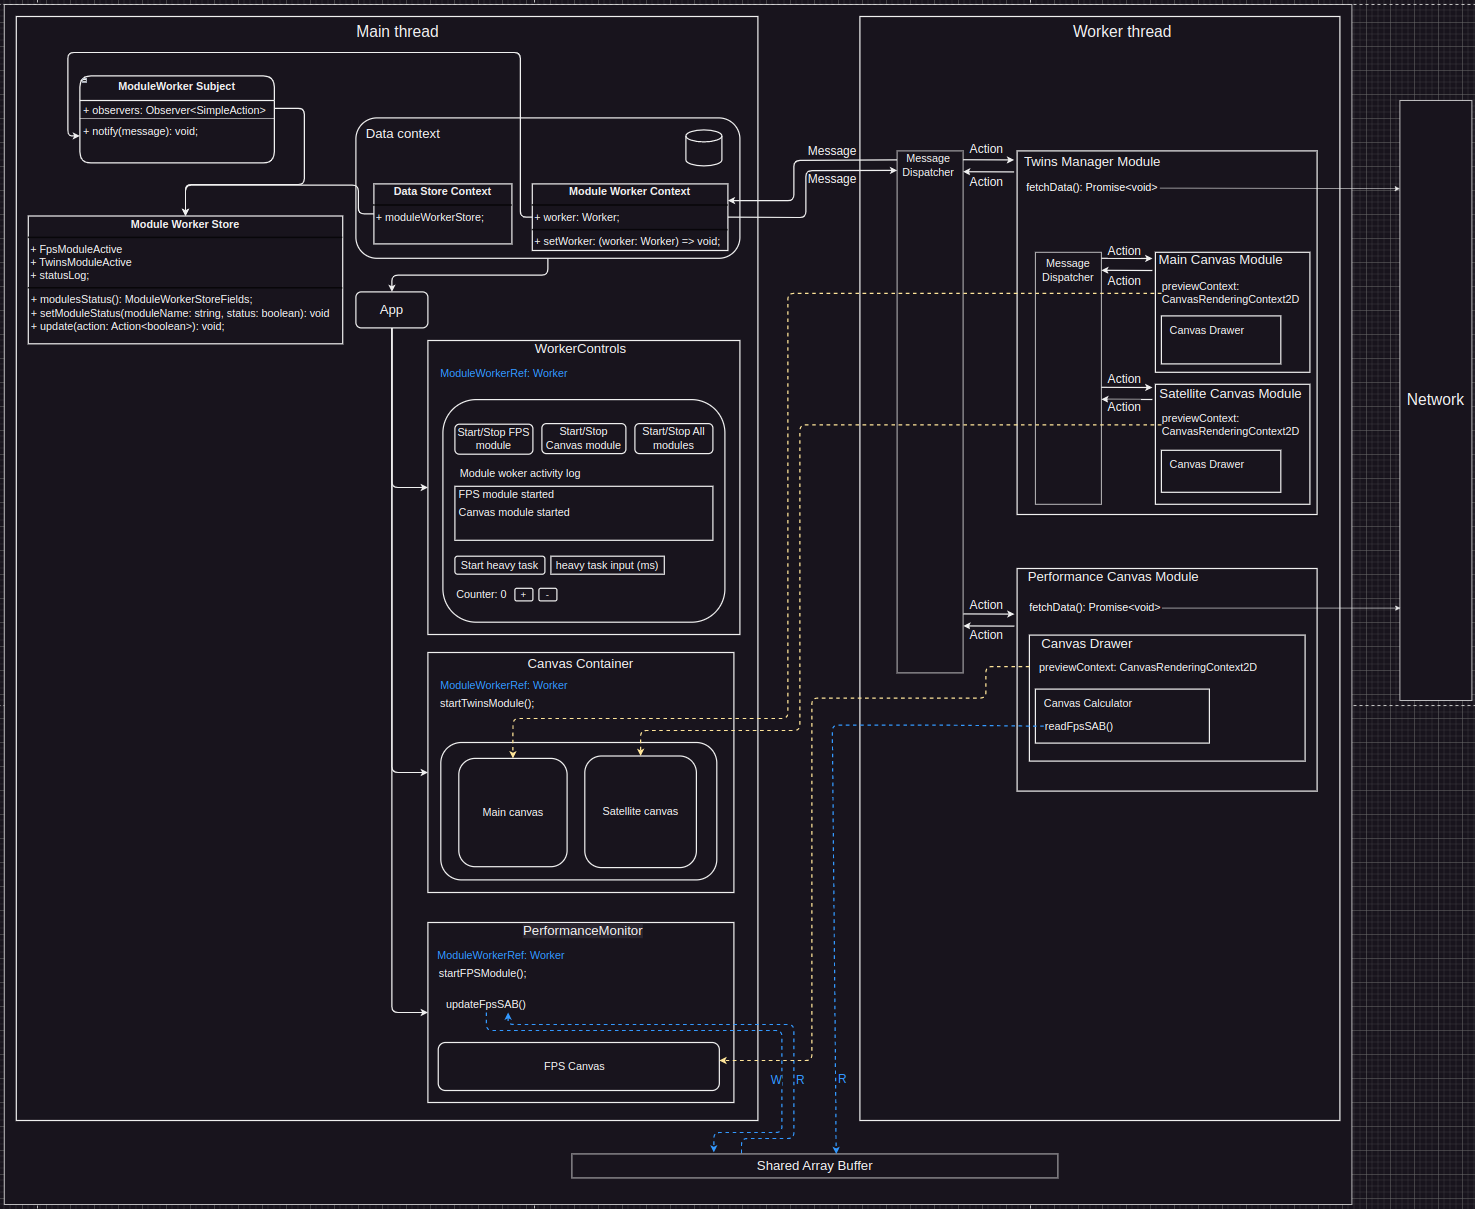 Main thread
ModuleWorker Subject
+ observers: Observer<SimpleAction>
+ notify(message): void;
Data context
Data Store Context
+ moduleWorkerStore;
Module Worker Context
+ worker: Worker;
+ setWorker: (worker: Worker) => void;
Module Worker Store
+ FpsModuleActive
+ TwinsModuleActive
+ statusLog;
+ modulesStatus(): ModuleWorkerStoreFields;
+ setModuleStatus(moduleName: string, status: boolean): void
+ update(action: Action<boolean>): void;
App
WorkerControls
ModuleWorkerRef: Worker
Start/Stop FPS
module
Start/Stop
Canvas module
Start/Stop All
modules
Module woker activity log
FPS module started
Canvas module started
Start heavy task
heavy task input (ms)
Counter: 0
+
-
Canvas Container
ModuleWorkerRef: Worker
startTwinsModule();
Main canvas
Satellite canvas
PerformanceMonitor
ModuleWorkerRef: Worker
startFPSModule();
updateFpsSAB()
FPS Canvas
W
R
R
Shared Array Buffer
Message
Message
Worker thread
Message
Dispatcher
Action
Action
Twins Manager Module
fetchData(): Promise<void>
Message
Dispatcher
Action
Action
Main Canvas Module
previewContext:
CanvasRenderingContext2D
Canvas Drawer
Action
Action
Satellite Canvas Module
previewContext:
CanvasRenderingContext2D
Canvas Drawer
Action
Action
Performance Canvas Module
fetchData(): Promise<void>
Canvas Drawer
previewContext: CanvasRenderingContext2D
Canvas Calculator
readFpsSAB()
Network